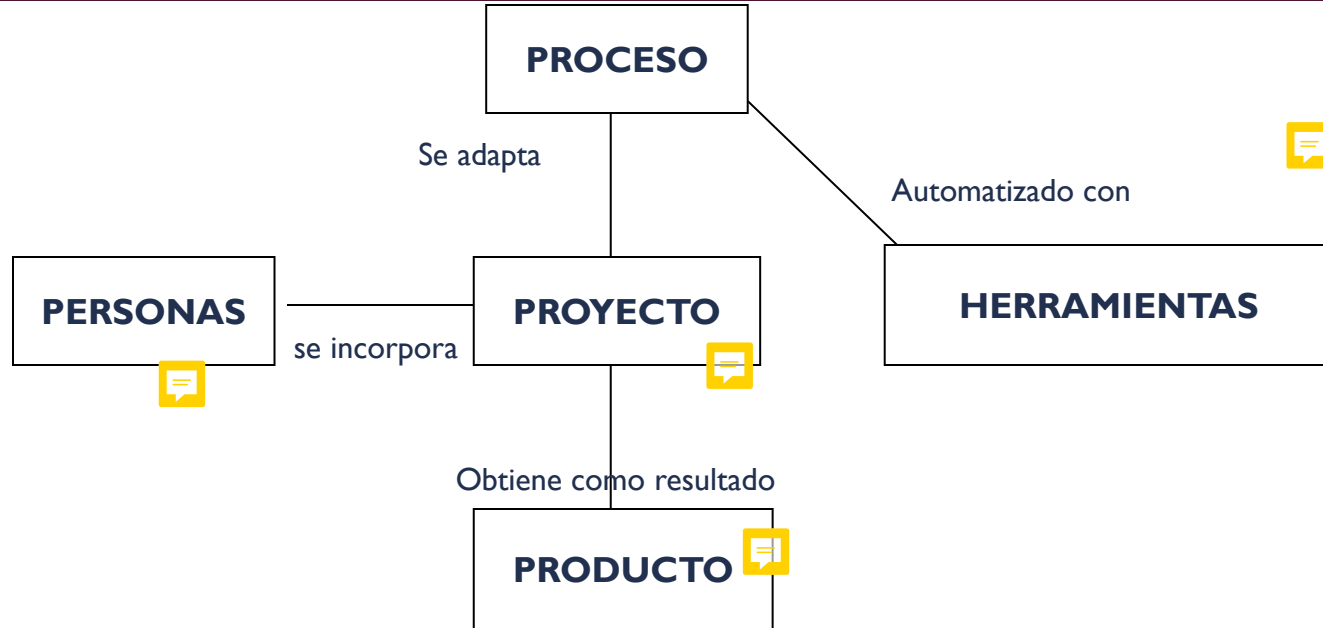 PROCESO
Se adapta
Automatizado con
PERSONAS
se incorpora
PROYECTO
HERRAMIENTAS
Obtiene como resultado
PRODUCTO